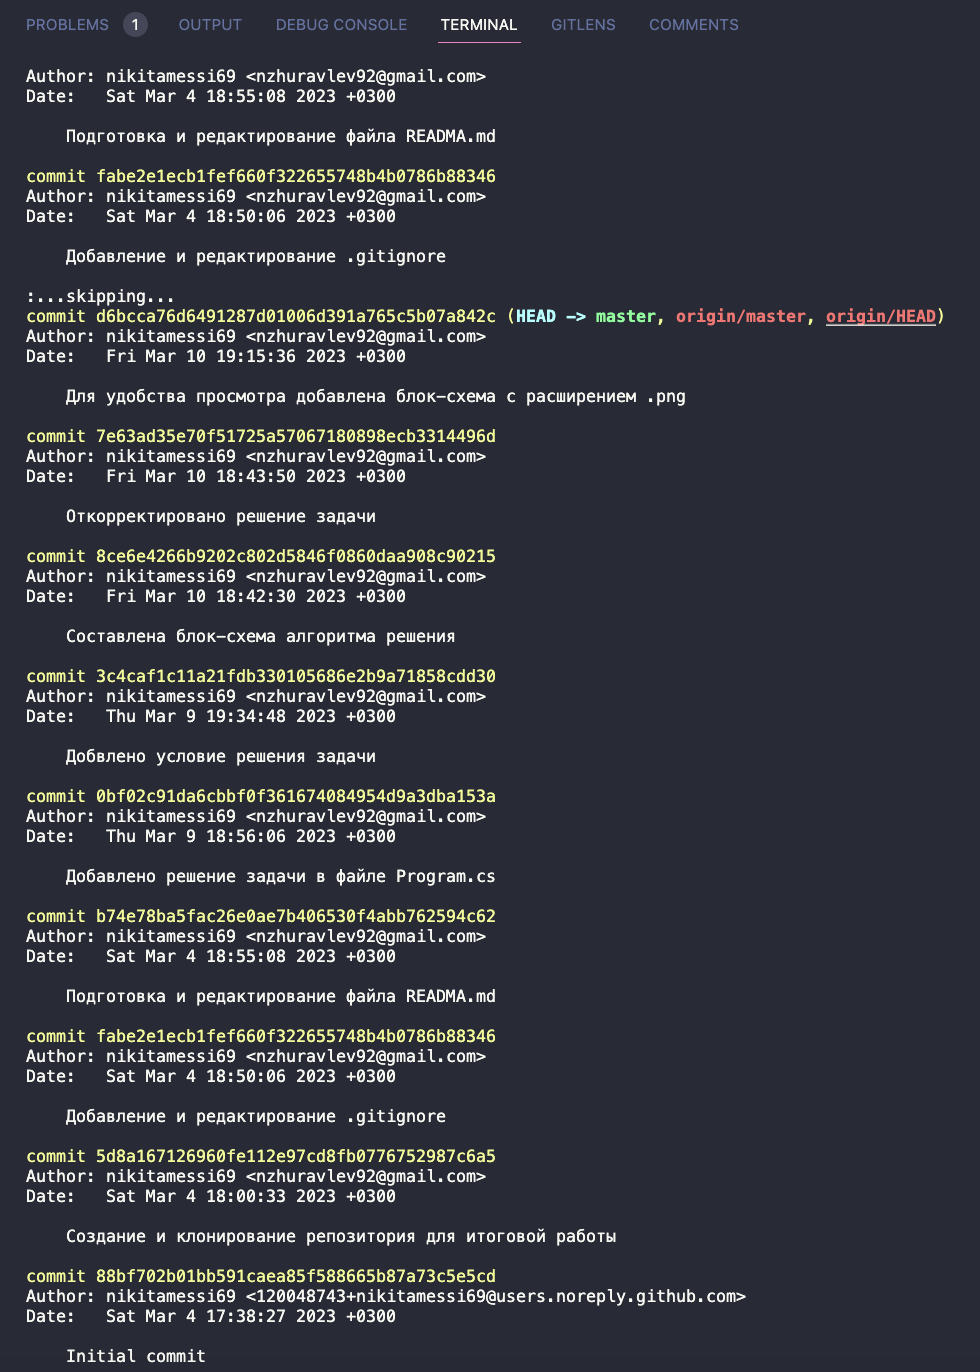 PROBLEMS 1 OUTPUT DEBUG CONSOLE TERMINAL GITLENS COMMENTS
Author: nikitamessi69 <nzhuravlev92@gmail.com>
Date:   Sat Mar 4 18:55:08 2023 +0300
Подготовка и редактирование файла READMA.md
commit fabe2e1ecb1fef660f322655748b4b0786b88346
Author: nikitamessi69 <nzhuravlev92@gmail.com>
Date:   Sat Mar 4 18:50:06 2023 +0300
Добавление и редактирование .gitignore
:...skipping...
commit d6bcca76d6491287d01006d391a765c5b07a842c (HEAD -> master, origin/master, origin/HEAD)
Author: nikitamessi69 <nzhuravlev92@gmail.com>
Date:   Fri Mar 10 19:15:36 2023 +0300
Для удобства просмотра добавлена блок-схема с расширением .png
commit 7e63ad35e70f51725a57067180898ecb3314496d
Author: nikitamessi69 <nzhuravlev92@gmail.com>
Date:   Fri Mar 10 18:43:50 2023 +0300
Откорректировано решение задачи
commit 8ce6e4266b9202c802d5846f0860daa908c90215
Author: nikitamessi69 <nzhuravlev92@gmail.com>
Date:   Fri Mar 10 18:42:30 2023 +0300
Составлена блок-схема алгоритма решения
commit 3c4caf1c11a21fdb330105686e2b9a71858cdd30
Author: nikitamessi69 <nzhuravlev92@gmail.com>
Date:   Thu Mar 9 19:34:48 2023 +0300
Добвлено условие решения задачи
commit 0bf02c91da6cbbf0f361674084954d9a3dba153a
Author: nikitamessi69 <nzhuravlev92@gmail.com>
Date:   Thu Mar 9 18:56:06 2023 +0300
Добавлено решение задачи в файле Program.cs
commit b74e78ba5fac26e0ae7b406530f4abb762594c62
Author: nikitamessi69 <nzhuravlev92@gmail.com>
Date:   Sat Mar 4 18:55:08 2023 +0300
Подготовка и редактирование файла READMA.md
commit fabe2e1ecb1fef660f322655748b4b0786b88346
Author: nikitamessi69 <nzhuravlev92@gmail.com>
Date:   Sat Mar 4 18:50:06 2023 +0300
Добавление и редактирование .gitignore
commit 5d8a167126960fe112e97cd8fb0776752987c6a5
Author: nikitamessi69 <nzhuravlev92@gmail.com>
Date:   Sat Mar 4 18:00:33 2023 +0300
Создание и клонирование репозитория для итоговой работы
commit 88bf702b01bb591caea85f588665b87a73c5e5cd
Author: nikitamessi69 <120048743+nikitamessi69@users.noreply.github.com>
Date:   Sat Mar 4 17:38:27 2023 +0300
Initial commit